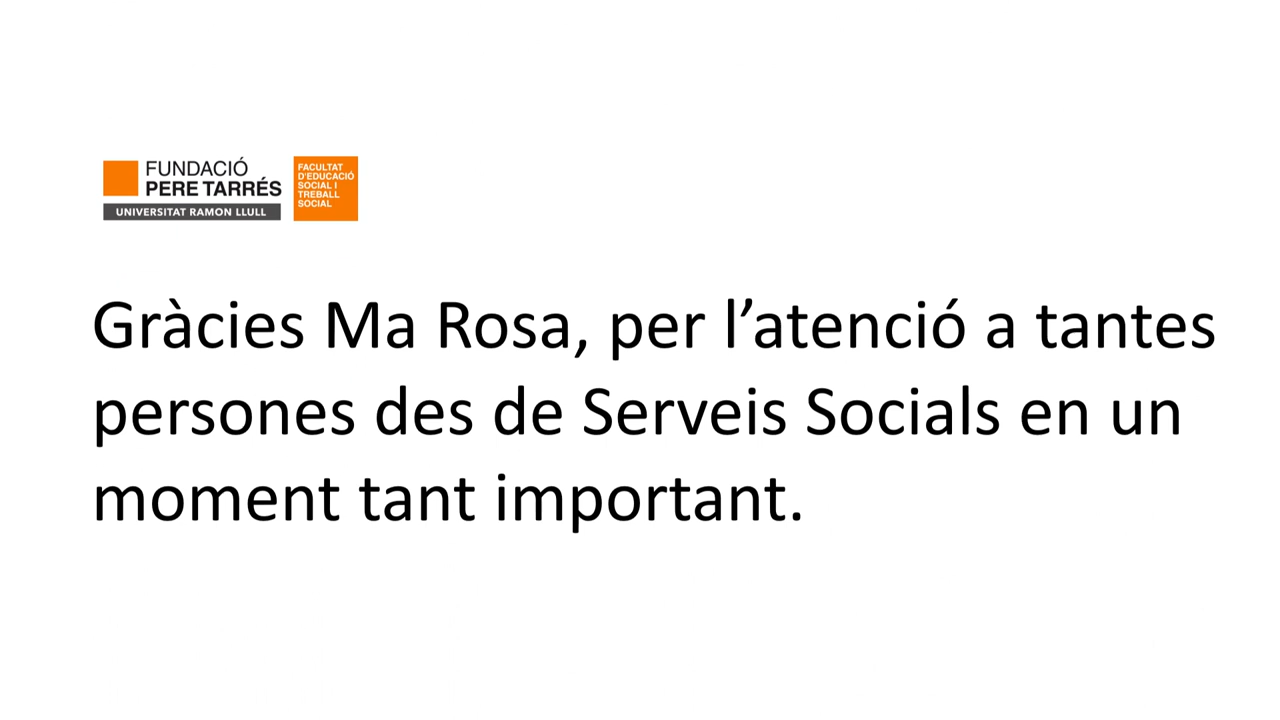 FUNDACIÓ
PERE TARRÉS
UNIVERSITAT RAMON LLULL
FACULTAT
D'EDUCACIÓ
SOCIAL I
TREBALL
SOCIAL
Gràcies Ma Rosa, per l’atenció a tantes
persones des de Serveis Socials en un
moment tant important.